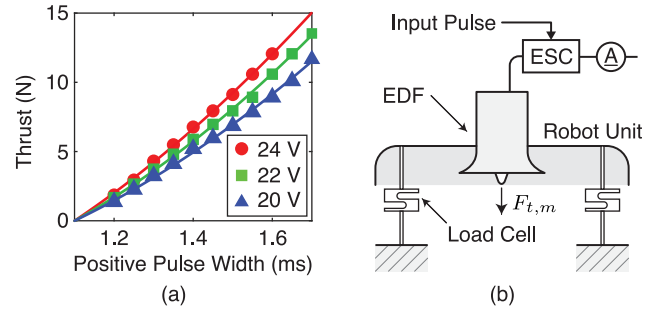 (a)
Thrust (N)
15
10
5
0
24 V
22 V
20 V
1.2
1.4
1.6
Positive Pulse Width (ms)
(b)
Input Pulse
ESC
A
EDF
Robot Unit
F_{t,m}
Load Cell